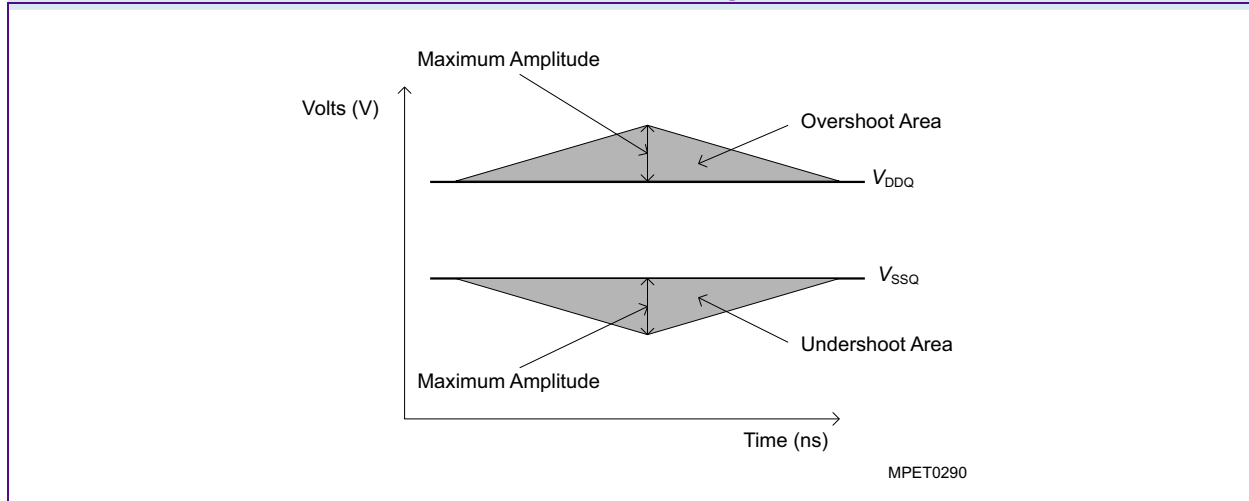 Maximum Amplitude
Volts (V)
Overshoot Area
VDDQ
VSSQ
Undershoot Area
Maximum Amplitude
Time (ns)
MPET0290